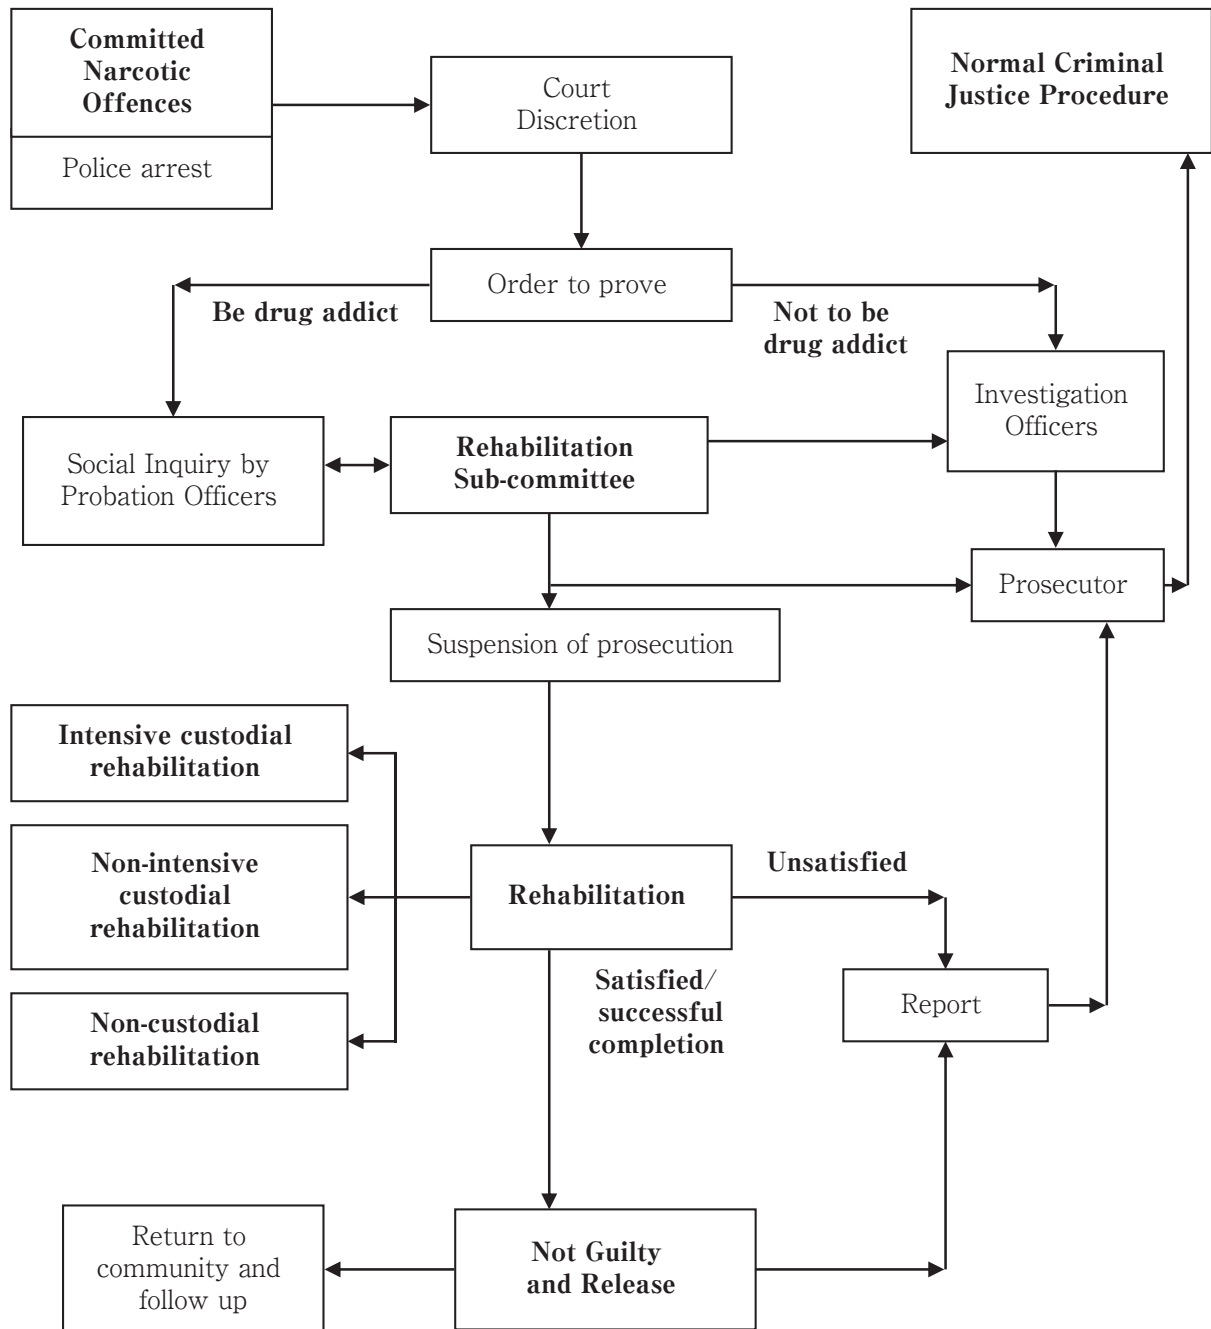 Committed
Narcotic
Offences
Police arrest
Court
Discretion
Normal Criminal
Justice Procedure
Order to prove
Be drug addict
Not to be
drug addict
Investigation
Officers
Social Inquiry by
Probation Officers
Rehabilitation
Sub-committee
Prosecutor
Suspension of prosecution
Intensive custodial
rehabilitation
Non-intensive
custodial
rehabilitation
Non-custodial
rehabilitation
Rehabilitation
Unsatisfied
Satisfied/
successful
completion
Report
Return to
community and
follow up
Not Guilty
and Release